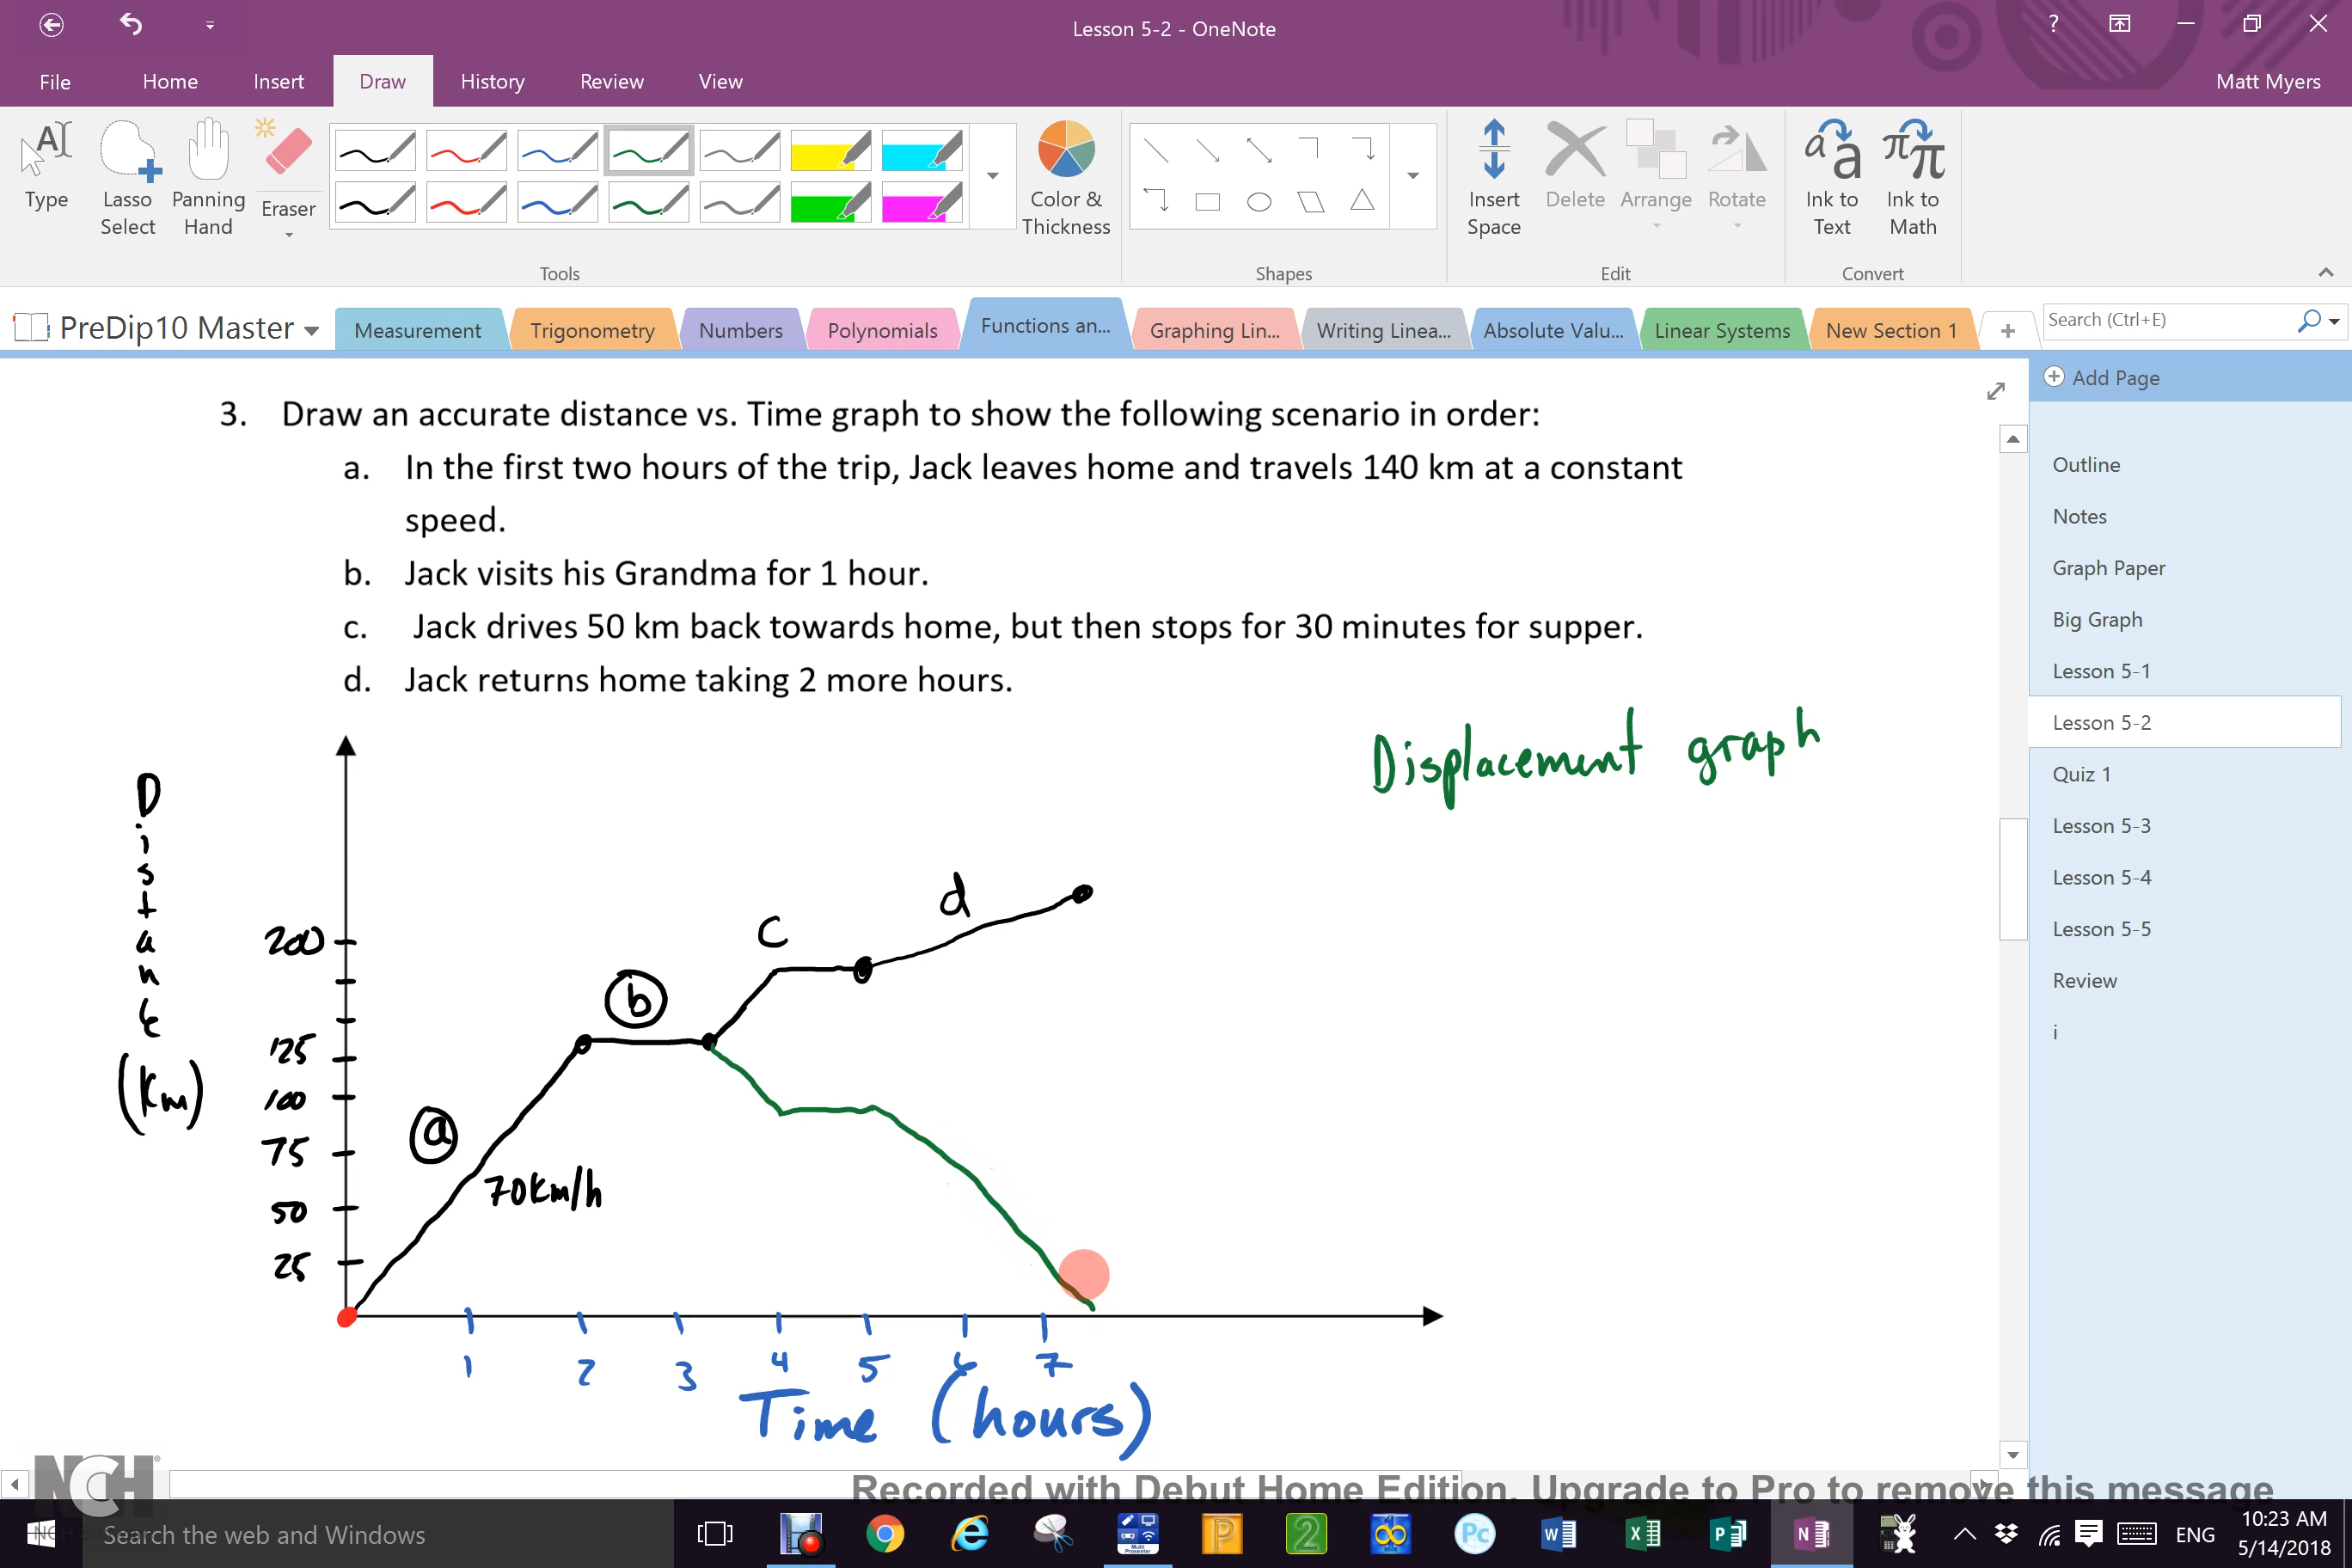 Lesson 5-2 - OneNote
?
File Home Insert Draw History Review View Matt Myers
Type
Lasso Select
Panning Hand
Eraser
Color & Thickness
Insert Space
Delete
Arrange
Rotate
Ink to Text
Ink to Math
Tools
Shapes
Edit
Convert
PreDip10 Master
Measurement Trigonometry Numbers Polynomials Functions an... Graphing Lin... Writing Linea... Absolute Valu... Linear Systems New Section 1 +
Search (Ctrl+E)
Add Page
Outline
Notes
Graph Paper
Big Graph
Lesson 5-1
Lesson 5-2
Quiz 1
Lesson 5-3
Lesson 5-4
Lesson 5-5
Review
i
3. Draw an accurate distance vs. Time graph to show the following scenario in order:
a. In the first two hours of the trip, Jack leaves home and travels 140 km at a constant
speed.
b. Jack visits his Grandma for 1 hour.
c. Jack drives 50 km back towards home, but then stops for 30 minutes for supper.
d. Jack returns home taking 2 more hours.
Displacement graph
Distance
(km)
200
125
100
75
50
25
a
70km/h
b
c
d
1 2 3 4 5 6 7
Time (hours)
NCH
Recorded with Debut Home Edition. Upgrade to Pro to remove this message
Search the web and Windows
ENG
10:23 AM
5/14/2018